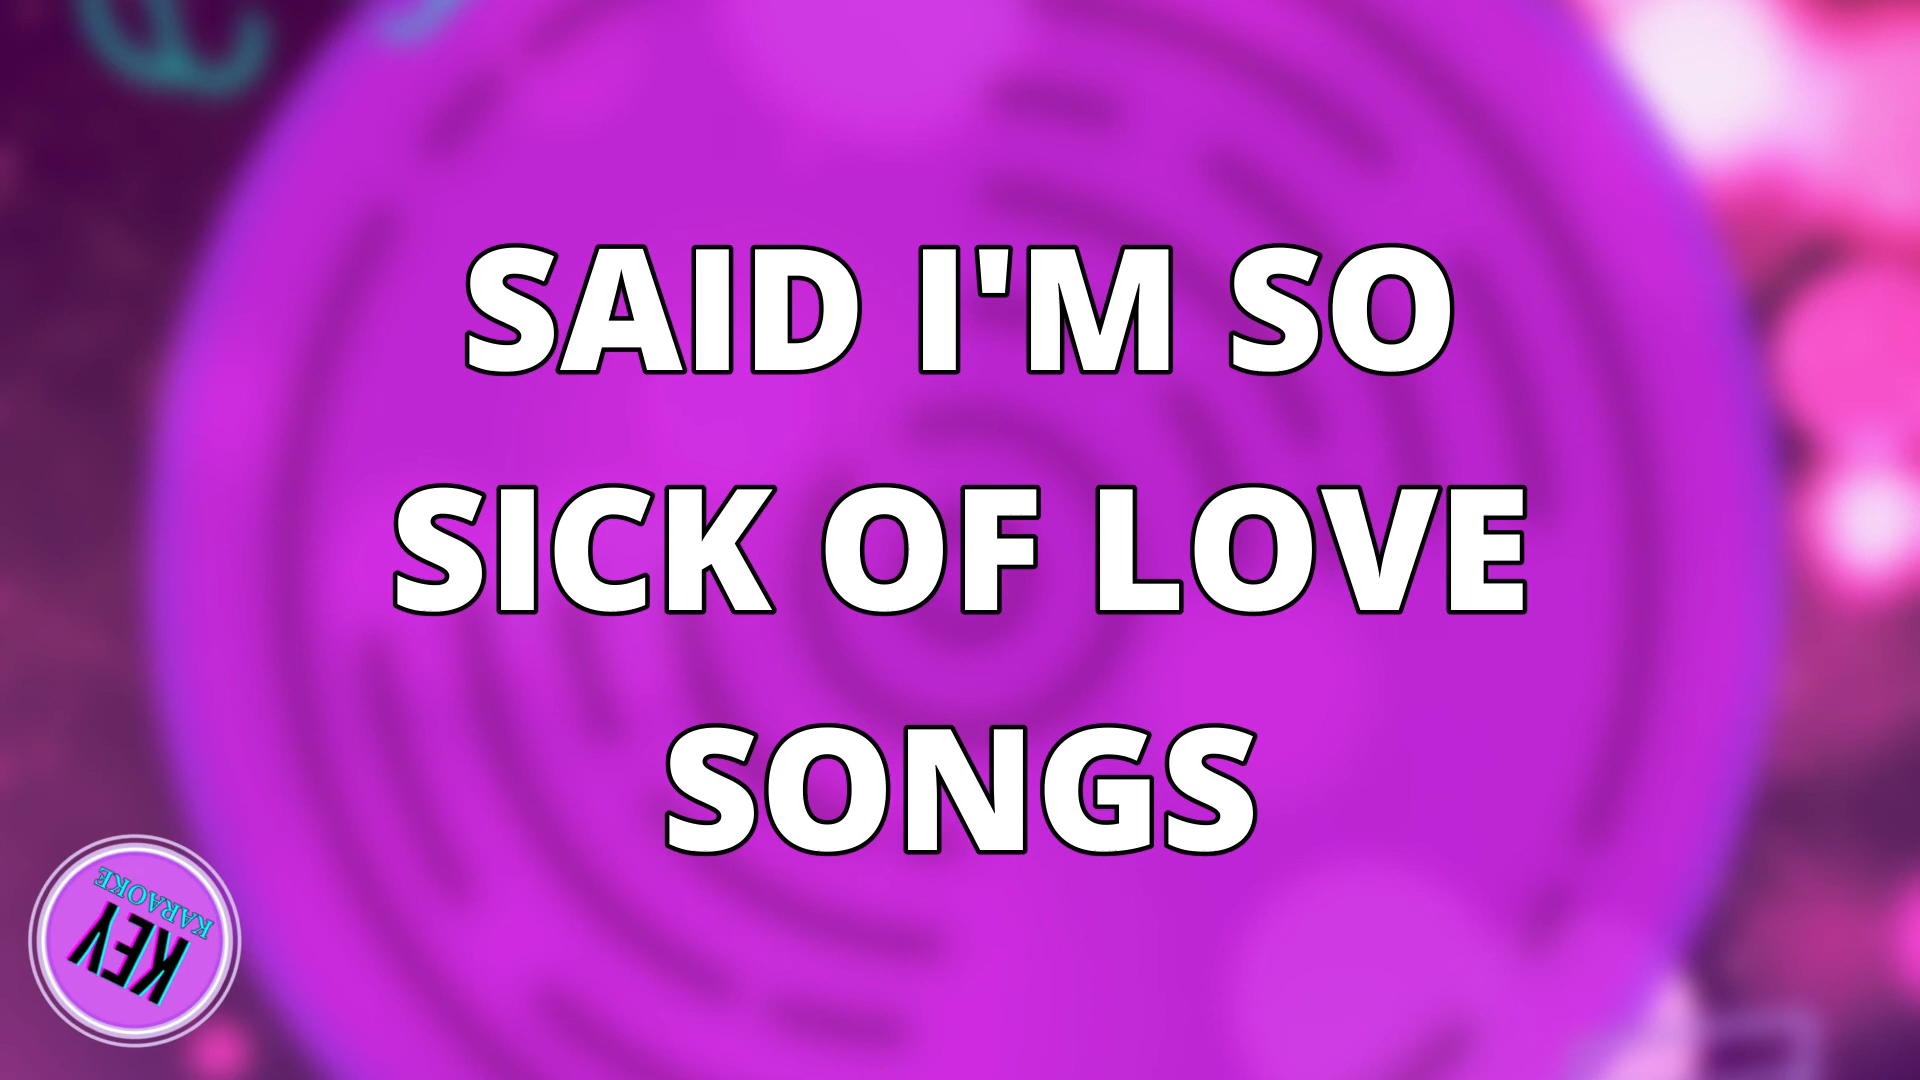 SAID I'M SO
SICK OF LOVE
SONGS
KEY
KARAOKE